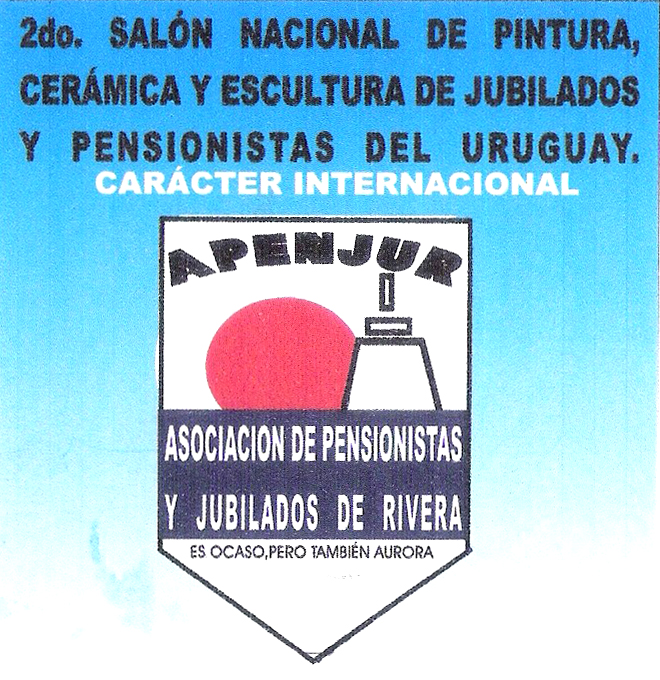 2do. SALÓN NACIONAL DE PINTURA,
CERÁMICA Y ESCULTURA DE JUBILADOS
Y PENSIONISTAS DEL URUGUAY.
CARÁCTER INTERNACIONAL
APENJUR
ASOCIACION DE PENSIONISTAS
Y JUBILADOS DE RIVERA
ES OCASO,PERO TAMBIÉN AURORA